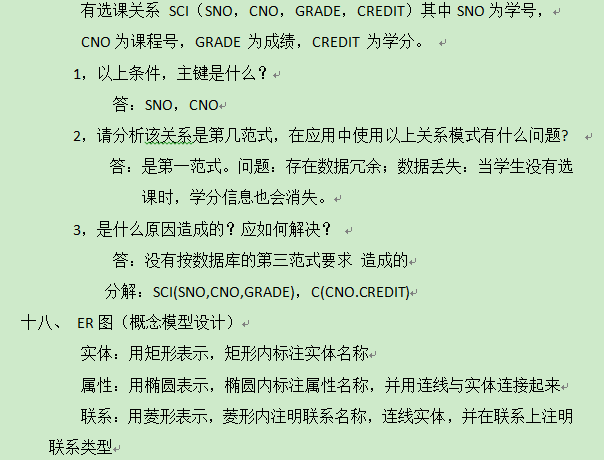 有选课关系 SCI（SNO，CNO，GRADE，CREDIT）其中 SNO 为学号，
CNO 为课程号，GRADE 为成绩，CREDIT 为学分。
1，以上条件，主键是什么？
答：SNO，CNO
2，请分析该关系是第几范式，在应用中使用以上关系模式有什么问题?
答：是第一范式。问题：存在数据冗余；数据丢失：当学生没有选
课时，学分信息也会消失。
3，是什么原因造成的？应如何解决？
答：没有按数据库的第三范式要求 造成的
分解：SCI(SNO,CNO,GRADE)，C(CNO.CREDIT)
十八、 ER 图（概念模型设计）
实体：用矩形表示，矩形内标注实体名称
属性：用椭圆表示，椭圆内标注属性名称，并用连线与实体连接起来
联系：用菱形表示，菱形内注明联系名称，连线实体，并在联系上注明
联系类型